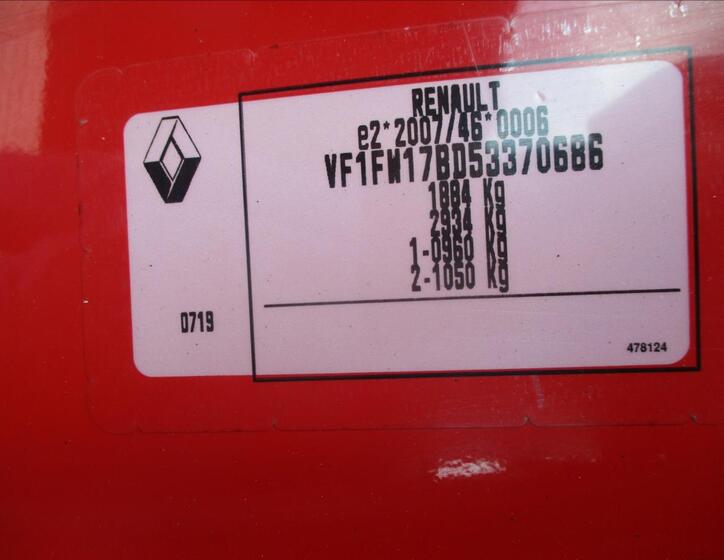 RENAULT
e2*2007/46*0006
VF1FW17BD53370686
1884 Kg
2934 Kg
1-0960 Kg
2-1050 Kg
0719
478124